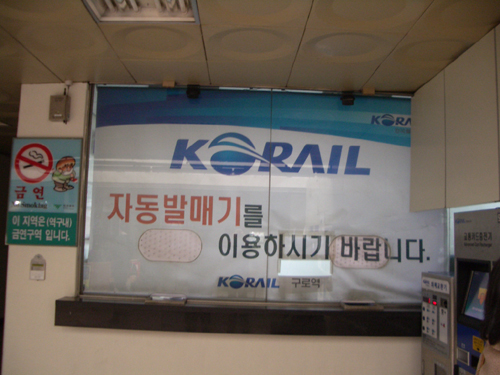 KORAIL
KORAIL
자동발매기를
이용하시기 바랍니다.
KORAIL 구로역
금연
이 지역은 (역구내)
금연구역 입니다.